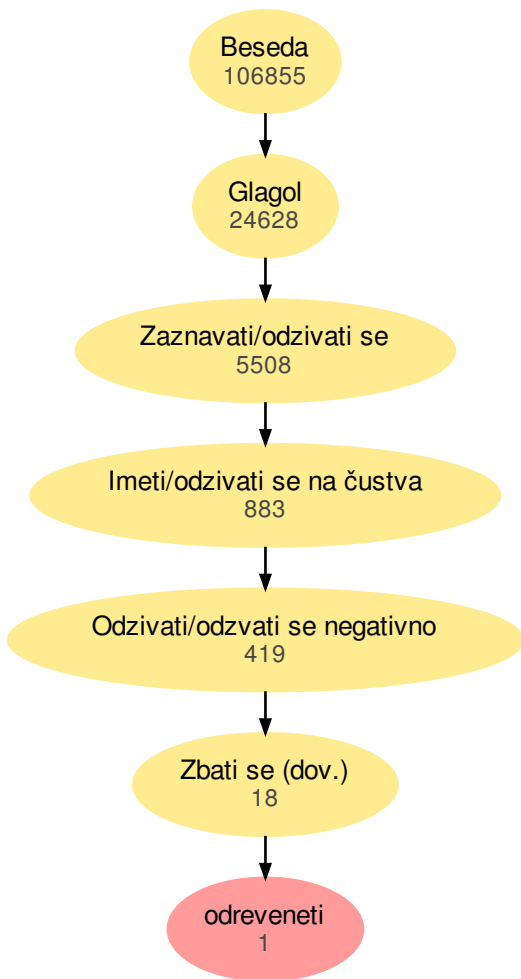 Beseda
106855
Glagol
24628
Zaznavati/odzivati se
5508
Imeti/odzivati se na čustva
883
Odzivati/odzvati se negativno
419
Zbati se (dov.)
18
odreveneti
1